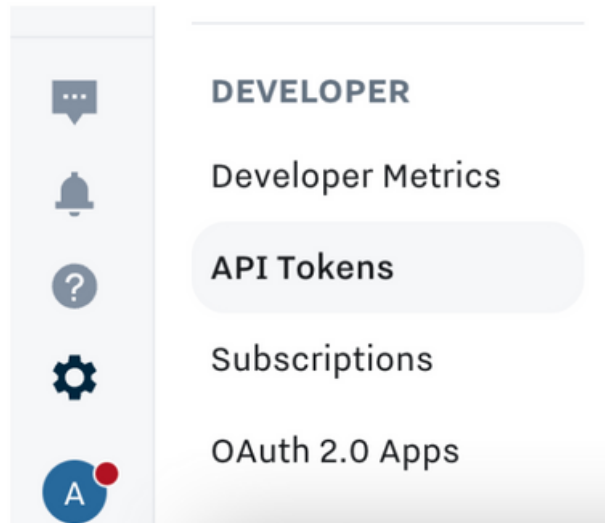 DEVELOPER
Developer Metrics
API Tokens
Subscriptions
OAuth 2.0 Apps
?
A